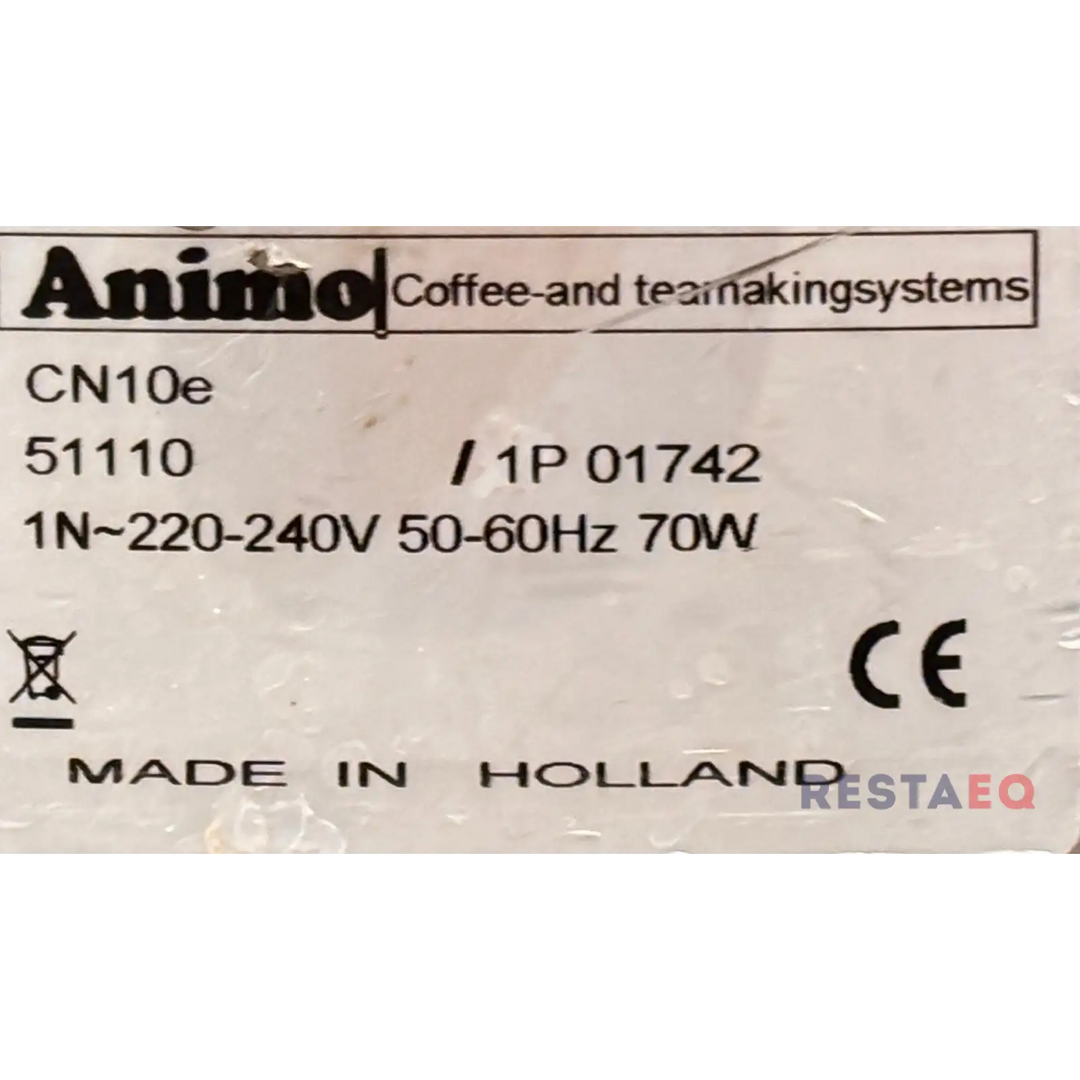 Animo Coffee-and teamakingsystems
CN10e
51110 / 1P 01742
1N~220-240V 50-60Hz 70W
CE
MADE IN HOLLAND
RESTAEQ